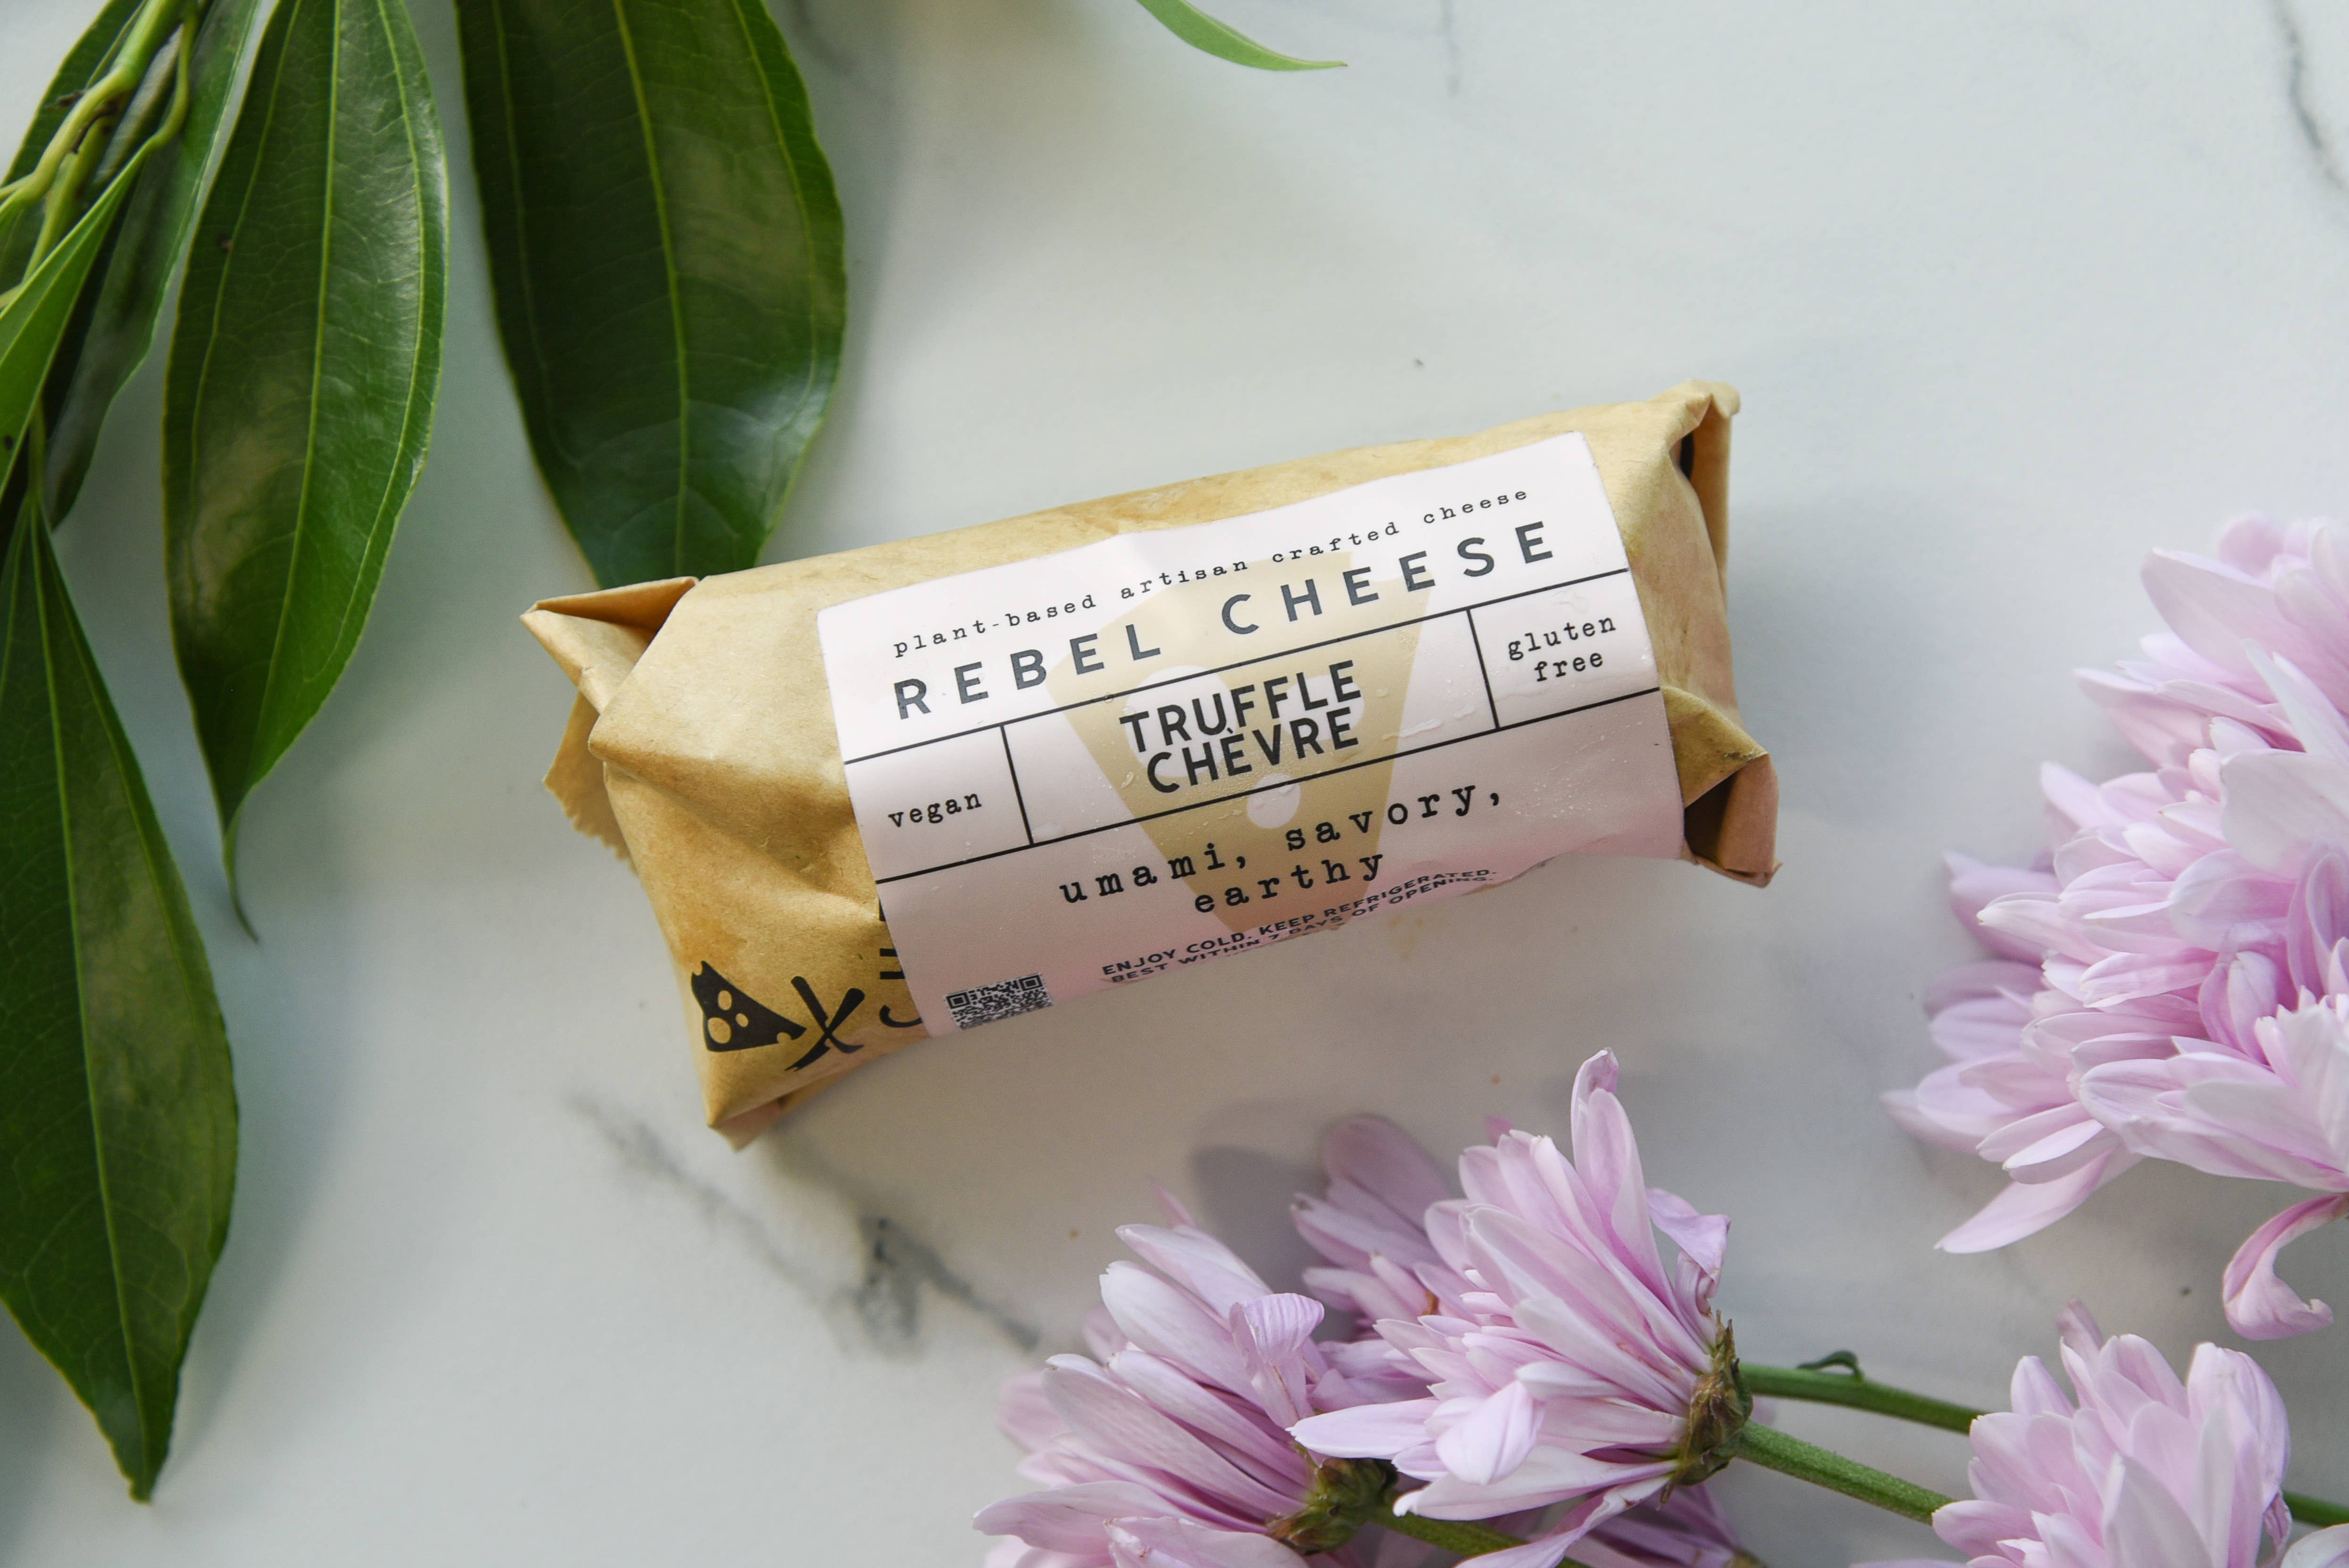 plant-based artisan crafted cheese
REBEL CHEESE
vegan
TRUFFLE
CHÈVRE
gluten
free
umami, savory,
earthy
ENJOY COLD. KEEP REFRIGERATED.
BEST WITHIN 7 DAYS OF OPENING.